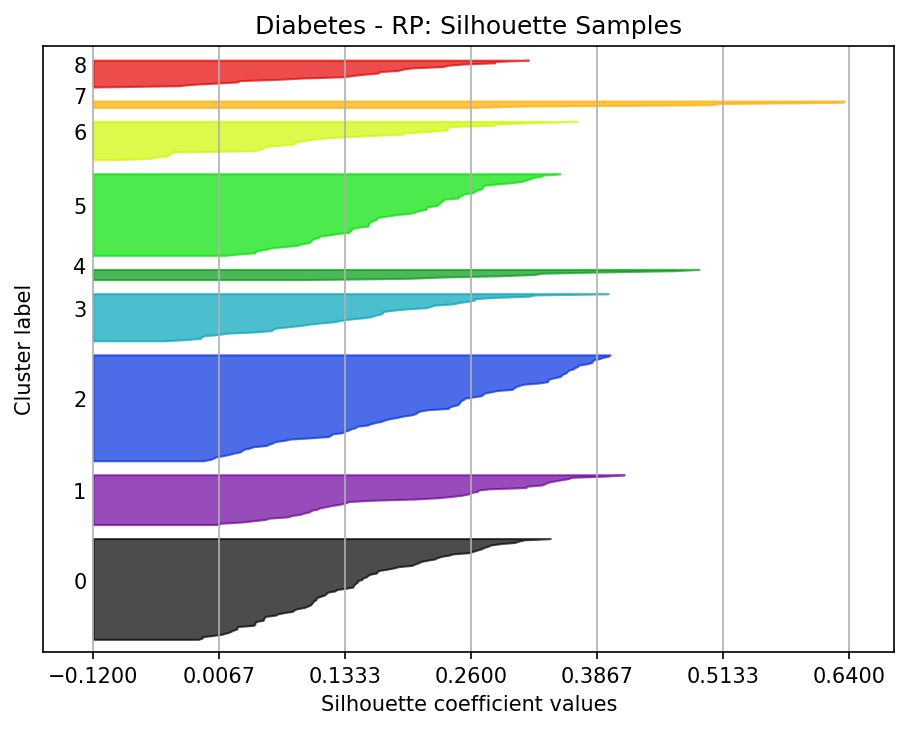 Diabetes - RP: Silhouette Samples
8
7
6
5
4
3
2
1
0
Cluster label
−0.1200 0.0067 0.1333 0.2600 0.3867 0.5133 0.6400
Silhouette coefficient values